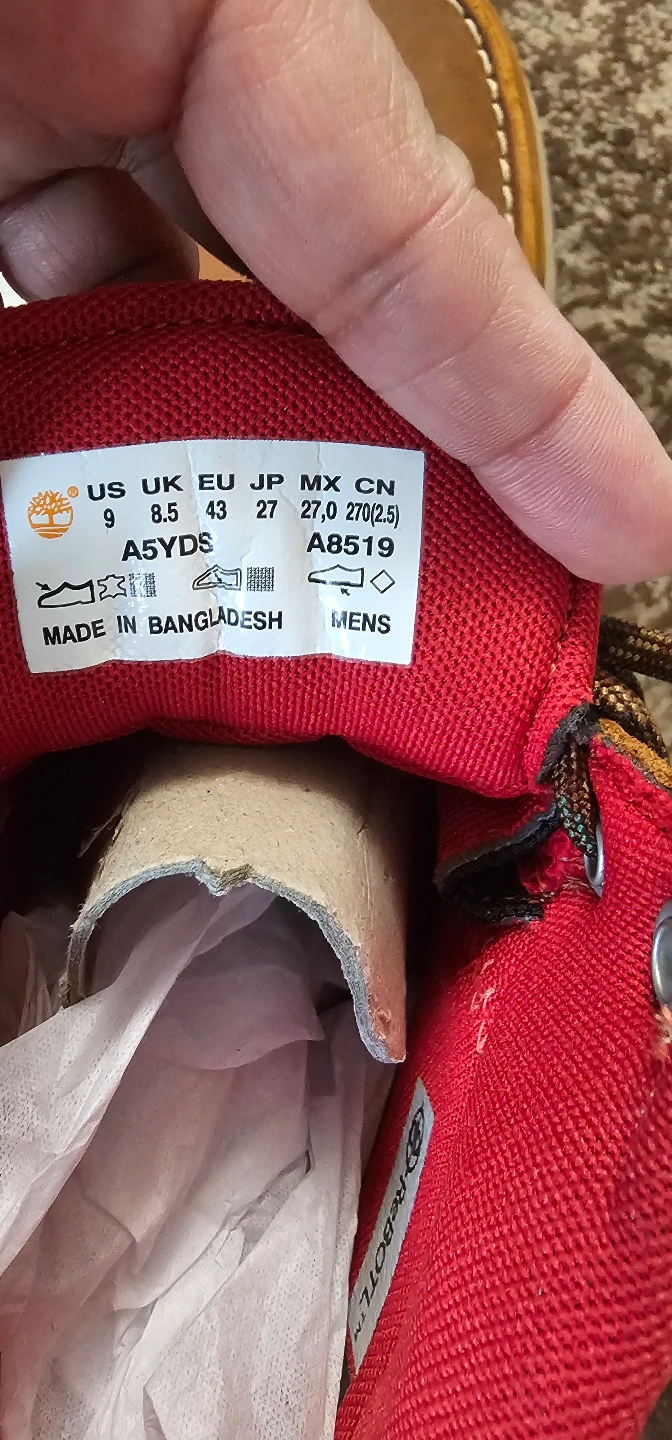 ® US UK EU JP MX CN
9 8.5 43 27 27,0 270(2.5)
A5YDS A8519
MADE IN BANGLADESH MENS
ReBOTL™